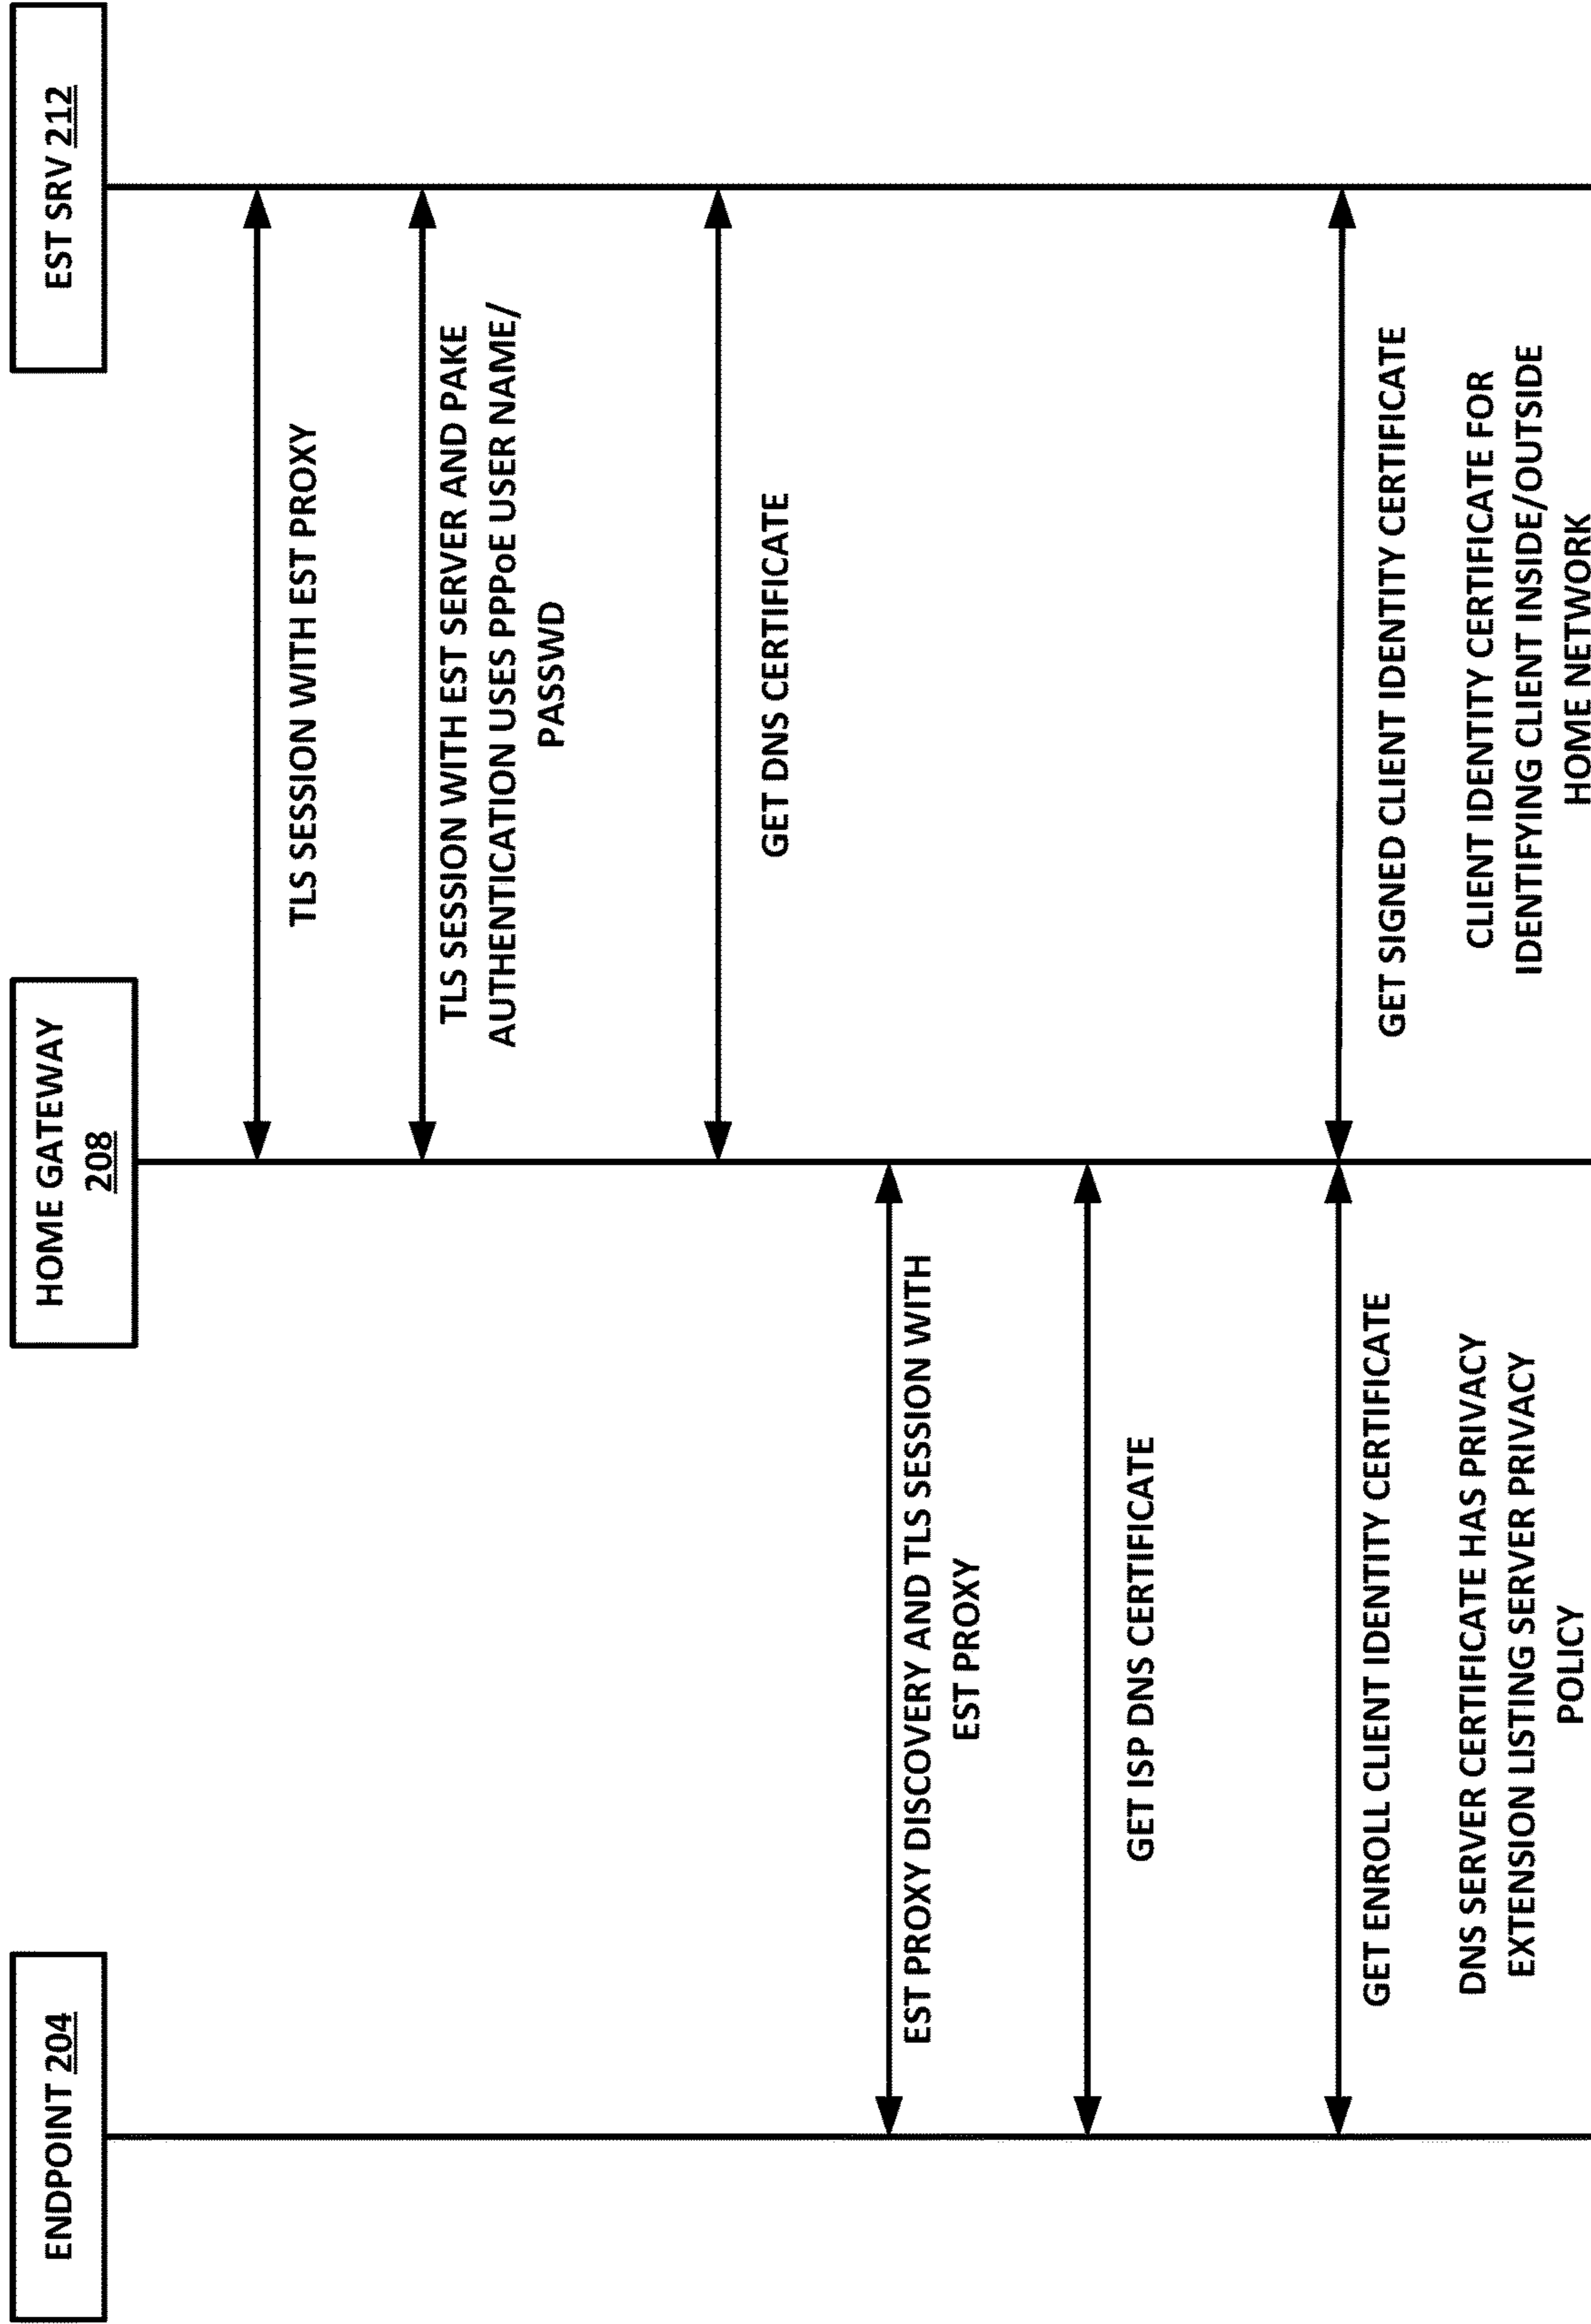 ENDPOINT 204
HOME GATEWAY
208
EST SRV 212
TLS SESSION WITH EST PROXY
TLS SESSION WITH EST SERVER AND PAKE
AUTHENTICATION USES PPPoE USER NAME/
PASSWD
GET DNS CERTIFICATE
EST PROXY DISCOVERY AND TLS SESSION WITH
EST PROXY
GET ISP DNS CERTIFICATE
GET ENROLL CLIENT IDENTITY CERTIFICATE
DNS SERVER CERTIFICATE HAS PRIVACY
EXTENSION LISTING SERVER PRIVACY
POLICY
GET SIGNED CLIENT IDENTITY CERTIFICATE
CLIENT IDENTITY CERTIFICATE FOR
IDENTIFYING CLIENT INSIDE/OUTSIDE
HOME NETWORK